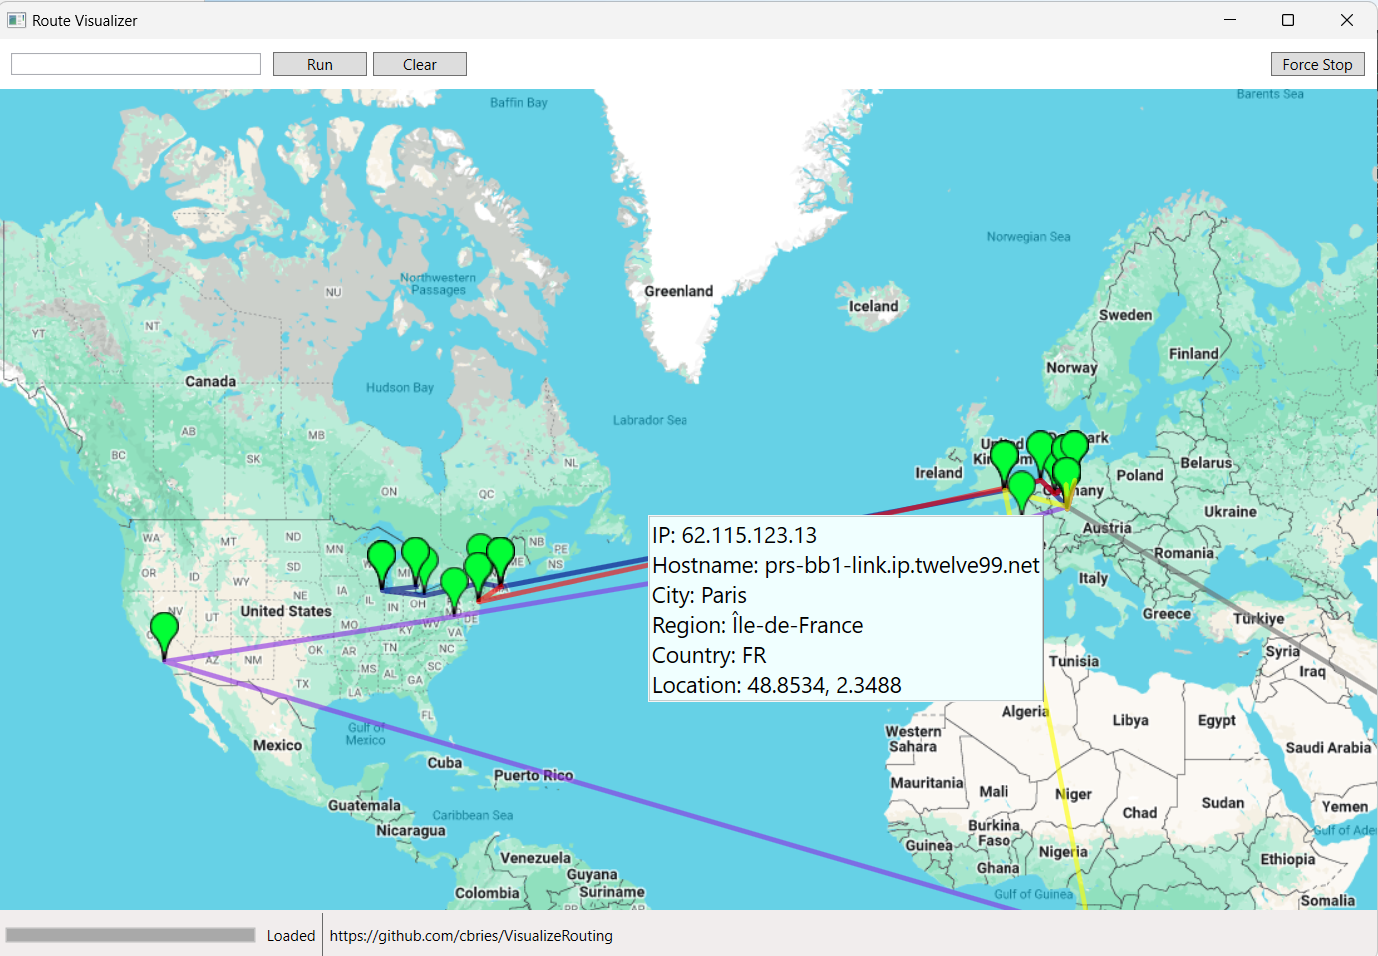 Route Visualizer
Run
Clear
Force Stop
Baffin Bay
Barents Sea
Norwegian Sea
Northwestern
Passages
NU
Greenland
Iceland
Sweden
NT
YT
Finland
Norway
Canada
Hudson Bay
Labrador Sea
AB
MB
BC
SK
NL
Ireland
Poland
Belarus
ON
QC
Ukraine
Austria
ND
MN
NB
PE
NS
MT
SD
Romania
OR
ID
WY
NE
IA
IL
IN
OH
Italy
United States
NV
UT
MO
KY
WV
VA
DE
Greece
Türkiye
AZ
NM
OK
AR
TN
NC
SC
Syria
Iraq
Tunisia
TX
LA
MS
AL
GA
FL
IP: 62.115.123.13
Hostname: prs-bb1-link.ip.twelve99.net
City: Paris
Region: Île-de-France
Country: FR
Location: 48.8534, 2.3488
Algeria
Libya
Egypt
Western
Sahara
Saudi Arabia
Gulf of
Mexico
Mexico
Cuba
Puerto Rico
Mauritania
Mali
Niger
Chad
Sudan
Yemen
Guatemala
Caribbean Sea
Nicaragua
Burkina
Faso
Guinea
Ghana
Nigeria
Gulf of Ade
Ethiopia
Venezuela
Guyana
Suriname
Colombia
Gulf of Guinea
Somalia
Loaded
https://github.com/cbries/VisualizeRouting